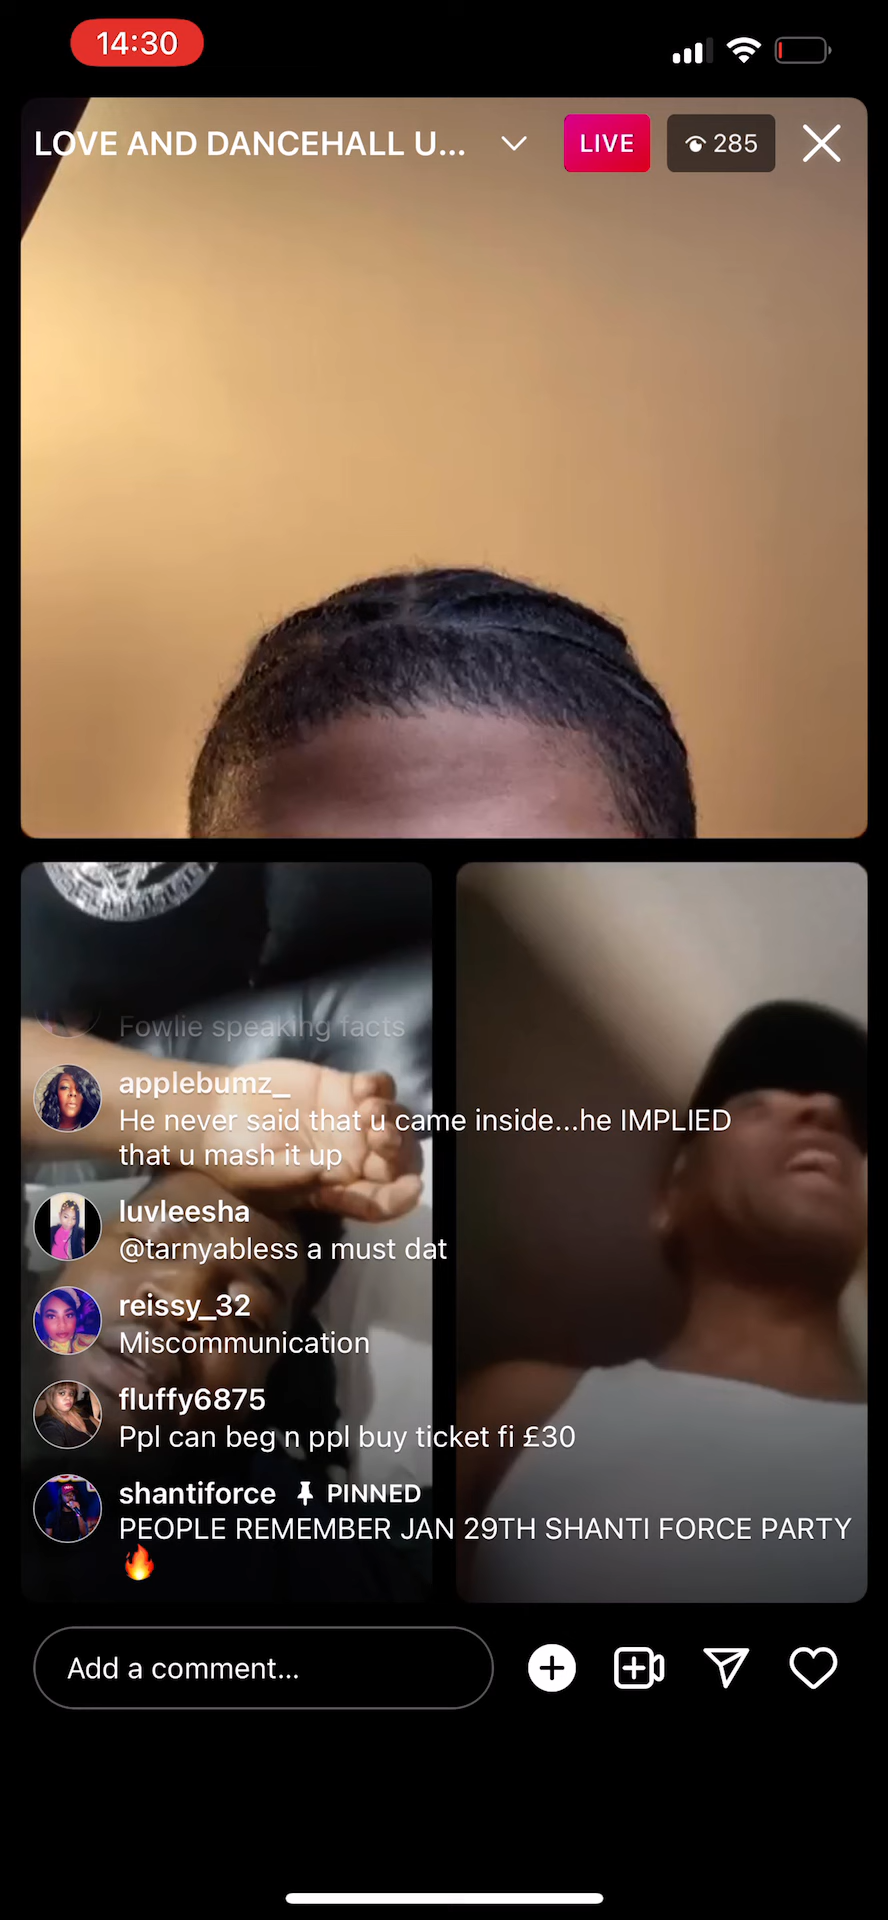 14:30
LOVE AND DANCEHALL U...
LIVE
285
Fowlie speaking facts
applebumz_
He never said that u came inside...he IMPLIED
that u mash it up
luvleesha
@tarnyabless a must dat
reissy_32
Miscommunication
fluffy6875
Ppl can beg n ppl buy ticket fi £30
shantiforce PINNED
PEOPLE REMEMBER JAN 29TH SHANTI FORCE PARTY
🔥
Add a comment...